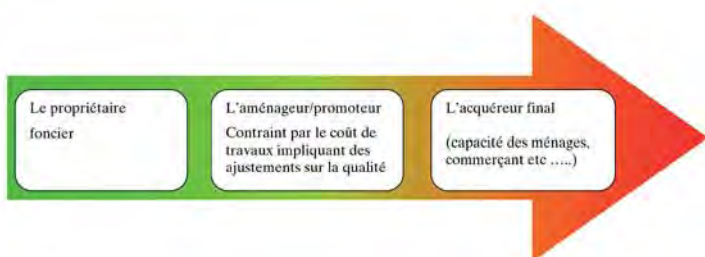 Le propriétaire
foncier
L'aménageur/promoteur
Contraint par le coût de
travaux impliquant des
ajustements sur la qualité
L'acquéreur final
(capacité des ménages,
commerçant etc …..)